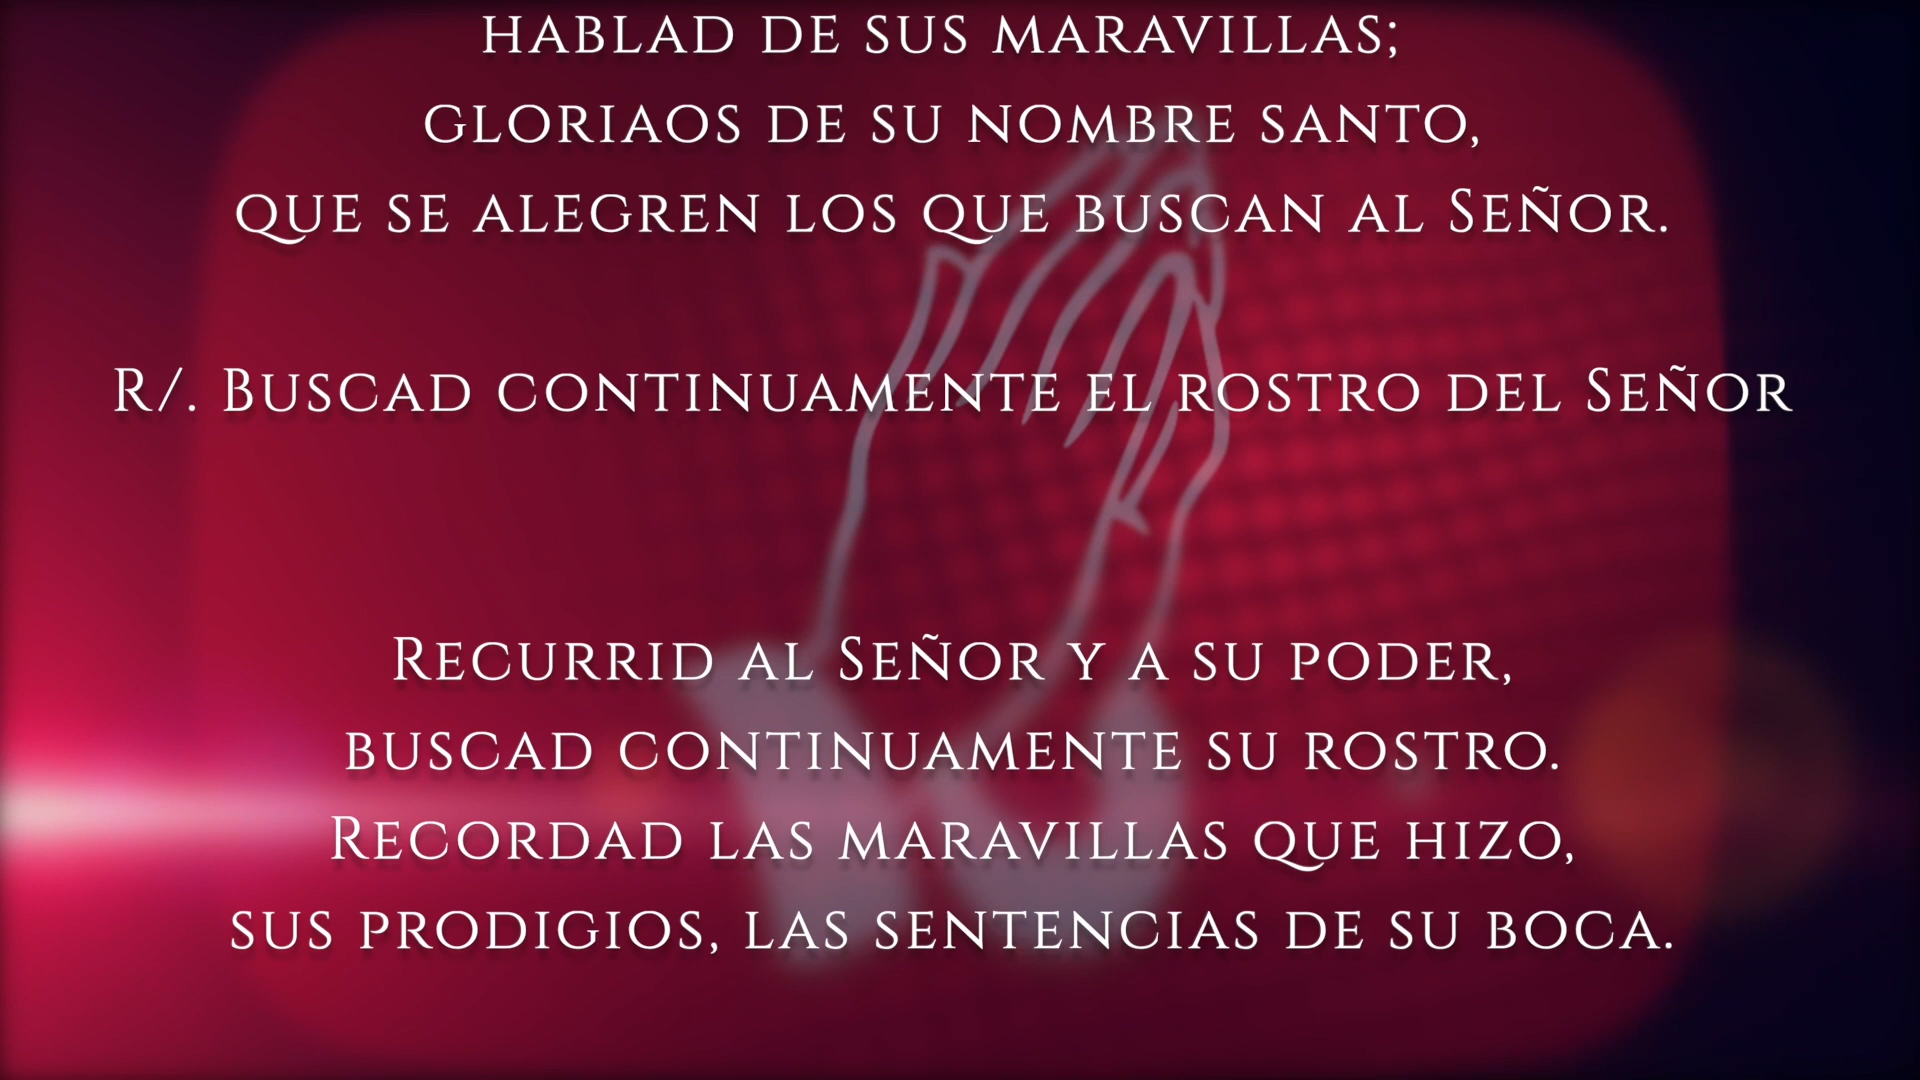 hablad de sus maravillas;
gloriaos de su nombre santo,
que se alegren los que buscan al Señor.
R/. Buscad continuamente el rostro del Señor
Recurrid al Señor y a su poder,
buscad continuamente su rostro.
Recordad las maravillas que hizo,
sus prodigios, las sentencias de su boca.